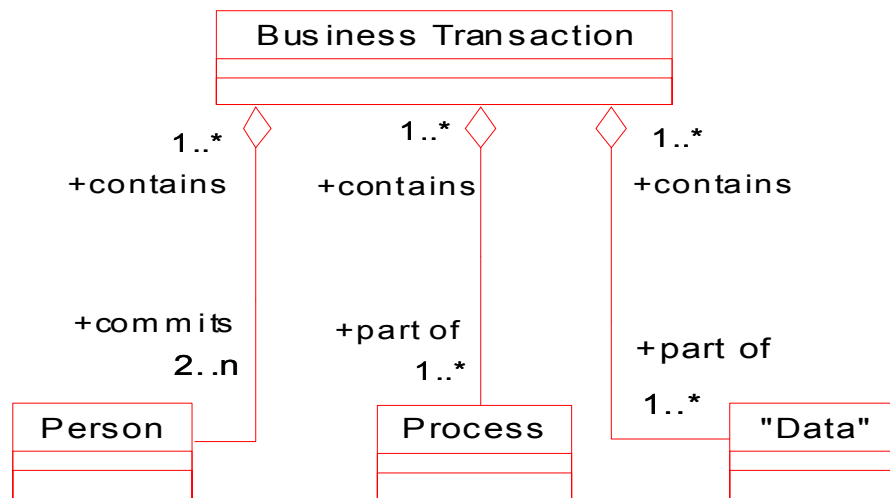 Business Transaction
1..*
1..*
1..*
+contains
+contains
+contains
+commits
+part of
+part of
2..n
1..*
1..*
Person
Process
"Data"